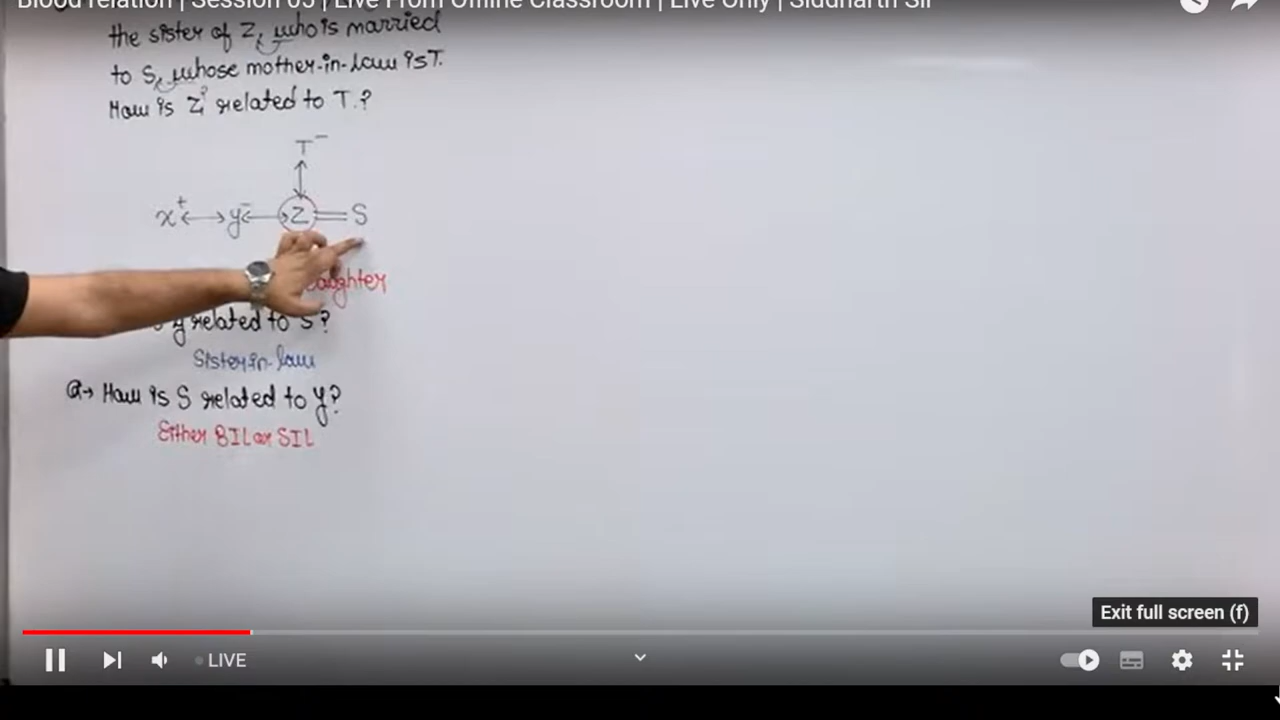 Blood relation | Session 05 | Live From Offline Classroom | Live Only | Siddharth Sir
the sister of Z, who is married
to S, whose mother-in-law is T.
How is Z related to T?
T −
x + y − Z S
daughter
y related to S?
Sister-in-law
Q→ How is S related to y?
Either BIL or SIL
Exit full screen (f)
LIVE